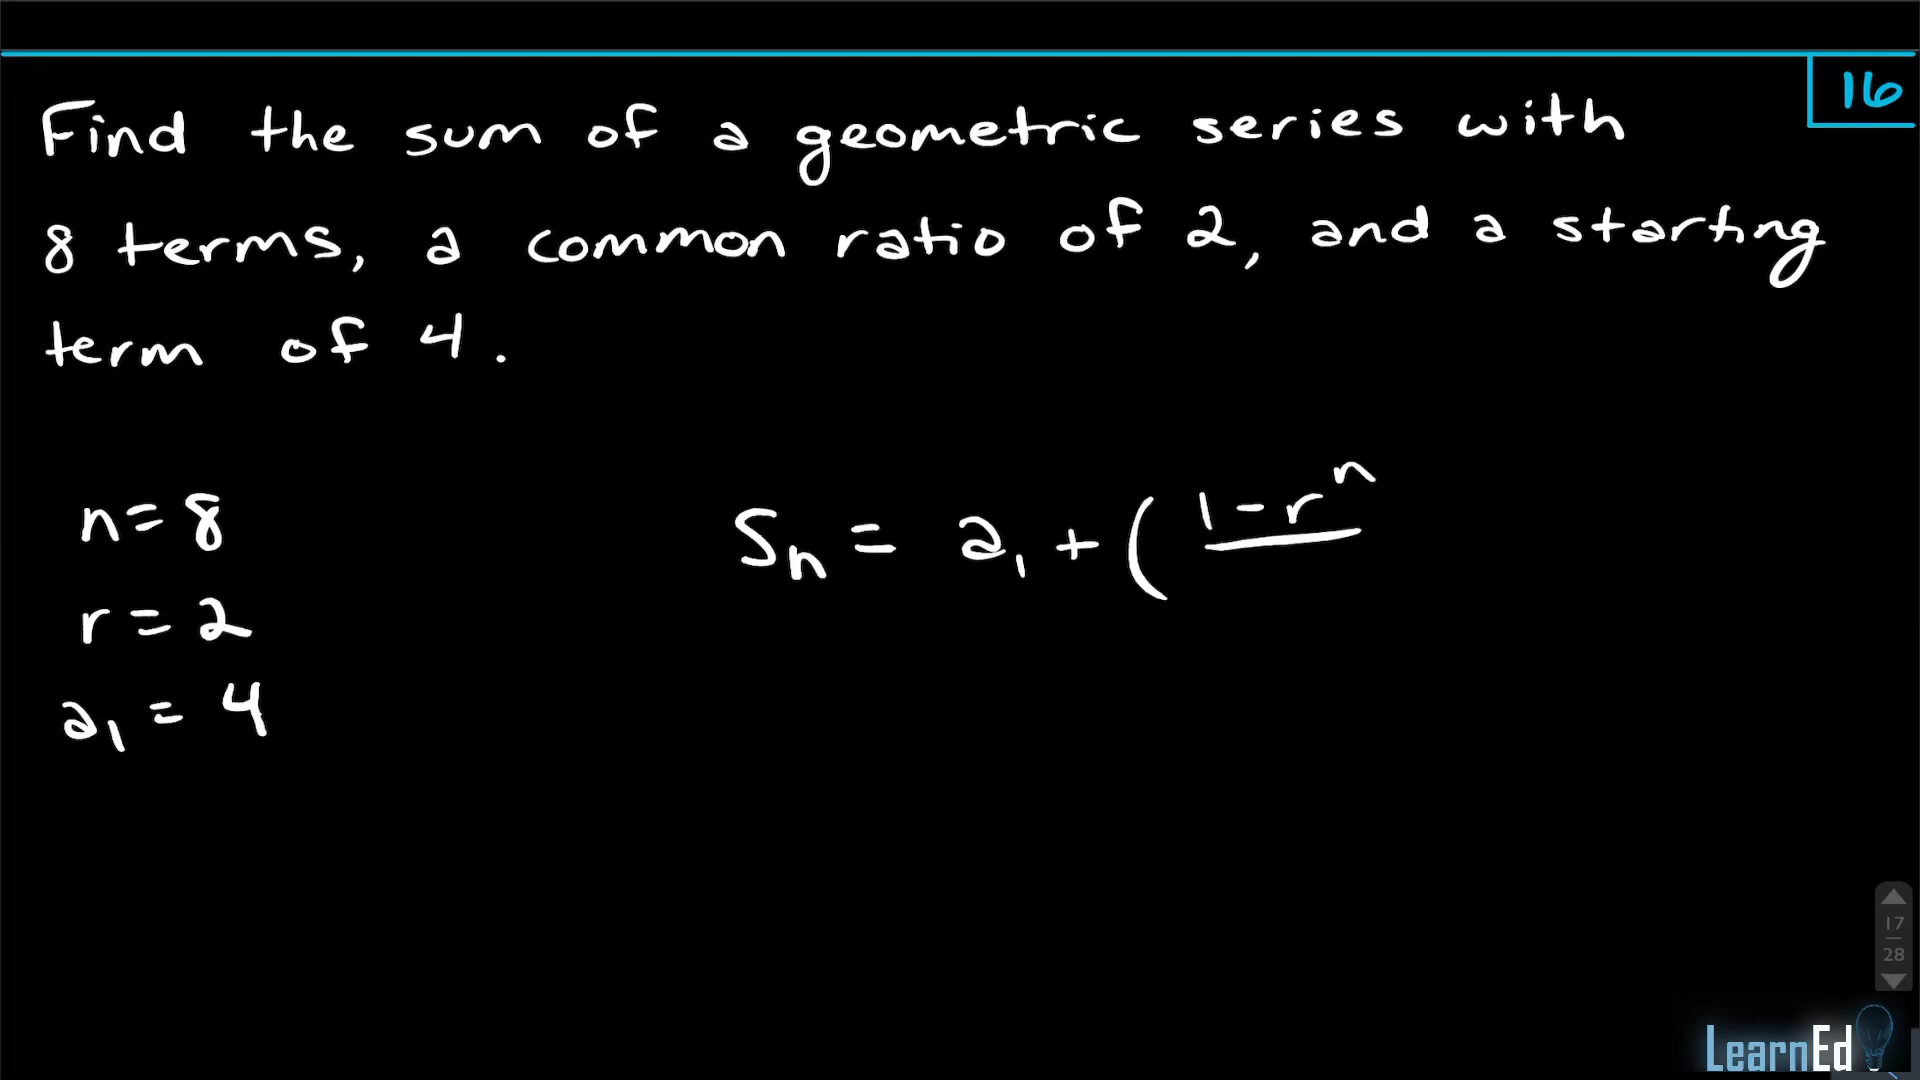 16
Find the sum of a geometric series with
8 terms, a common ratio of 2, and a starting
term of 4.
n=8
r=2
a₁=4
Sₙ = a₁ + ( 1-rⁿ
17
28
LearnEd